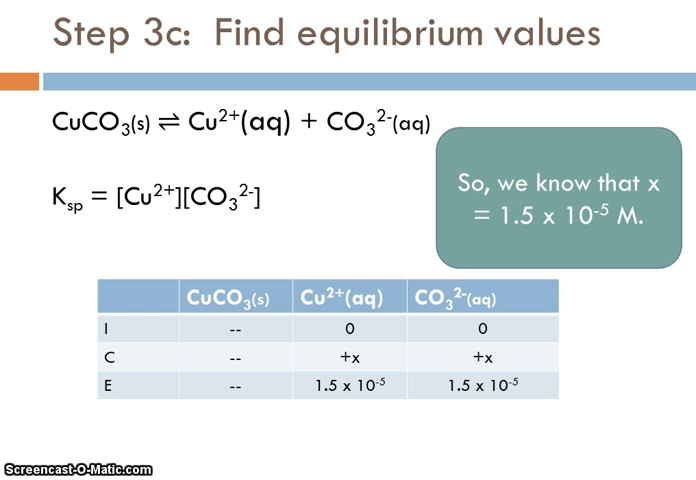 Step 3c: Find equilibrium values
CuCO₃(s) ⇌ Cu²⁺(aq) + CO₃²⁻(aq)
Kₛₚ = [Cu²⁺][CO₃²⁻]
So, we know that x
= 1.5 x 10⁻⁵ M.
CuCO₃(s) Cu²⁺(aq) CO₃²⁻(aq)
I -- 0 0
C -- +x +x
E -- 1.5 x 10⁻⁵ 1.5 x 10⁻⁵
Screencast-O-Matic.com